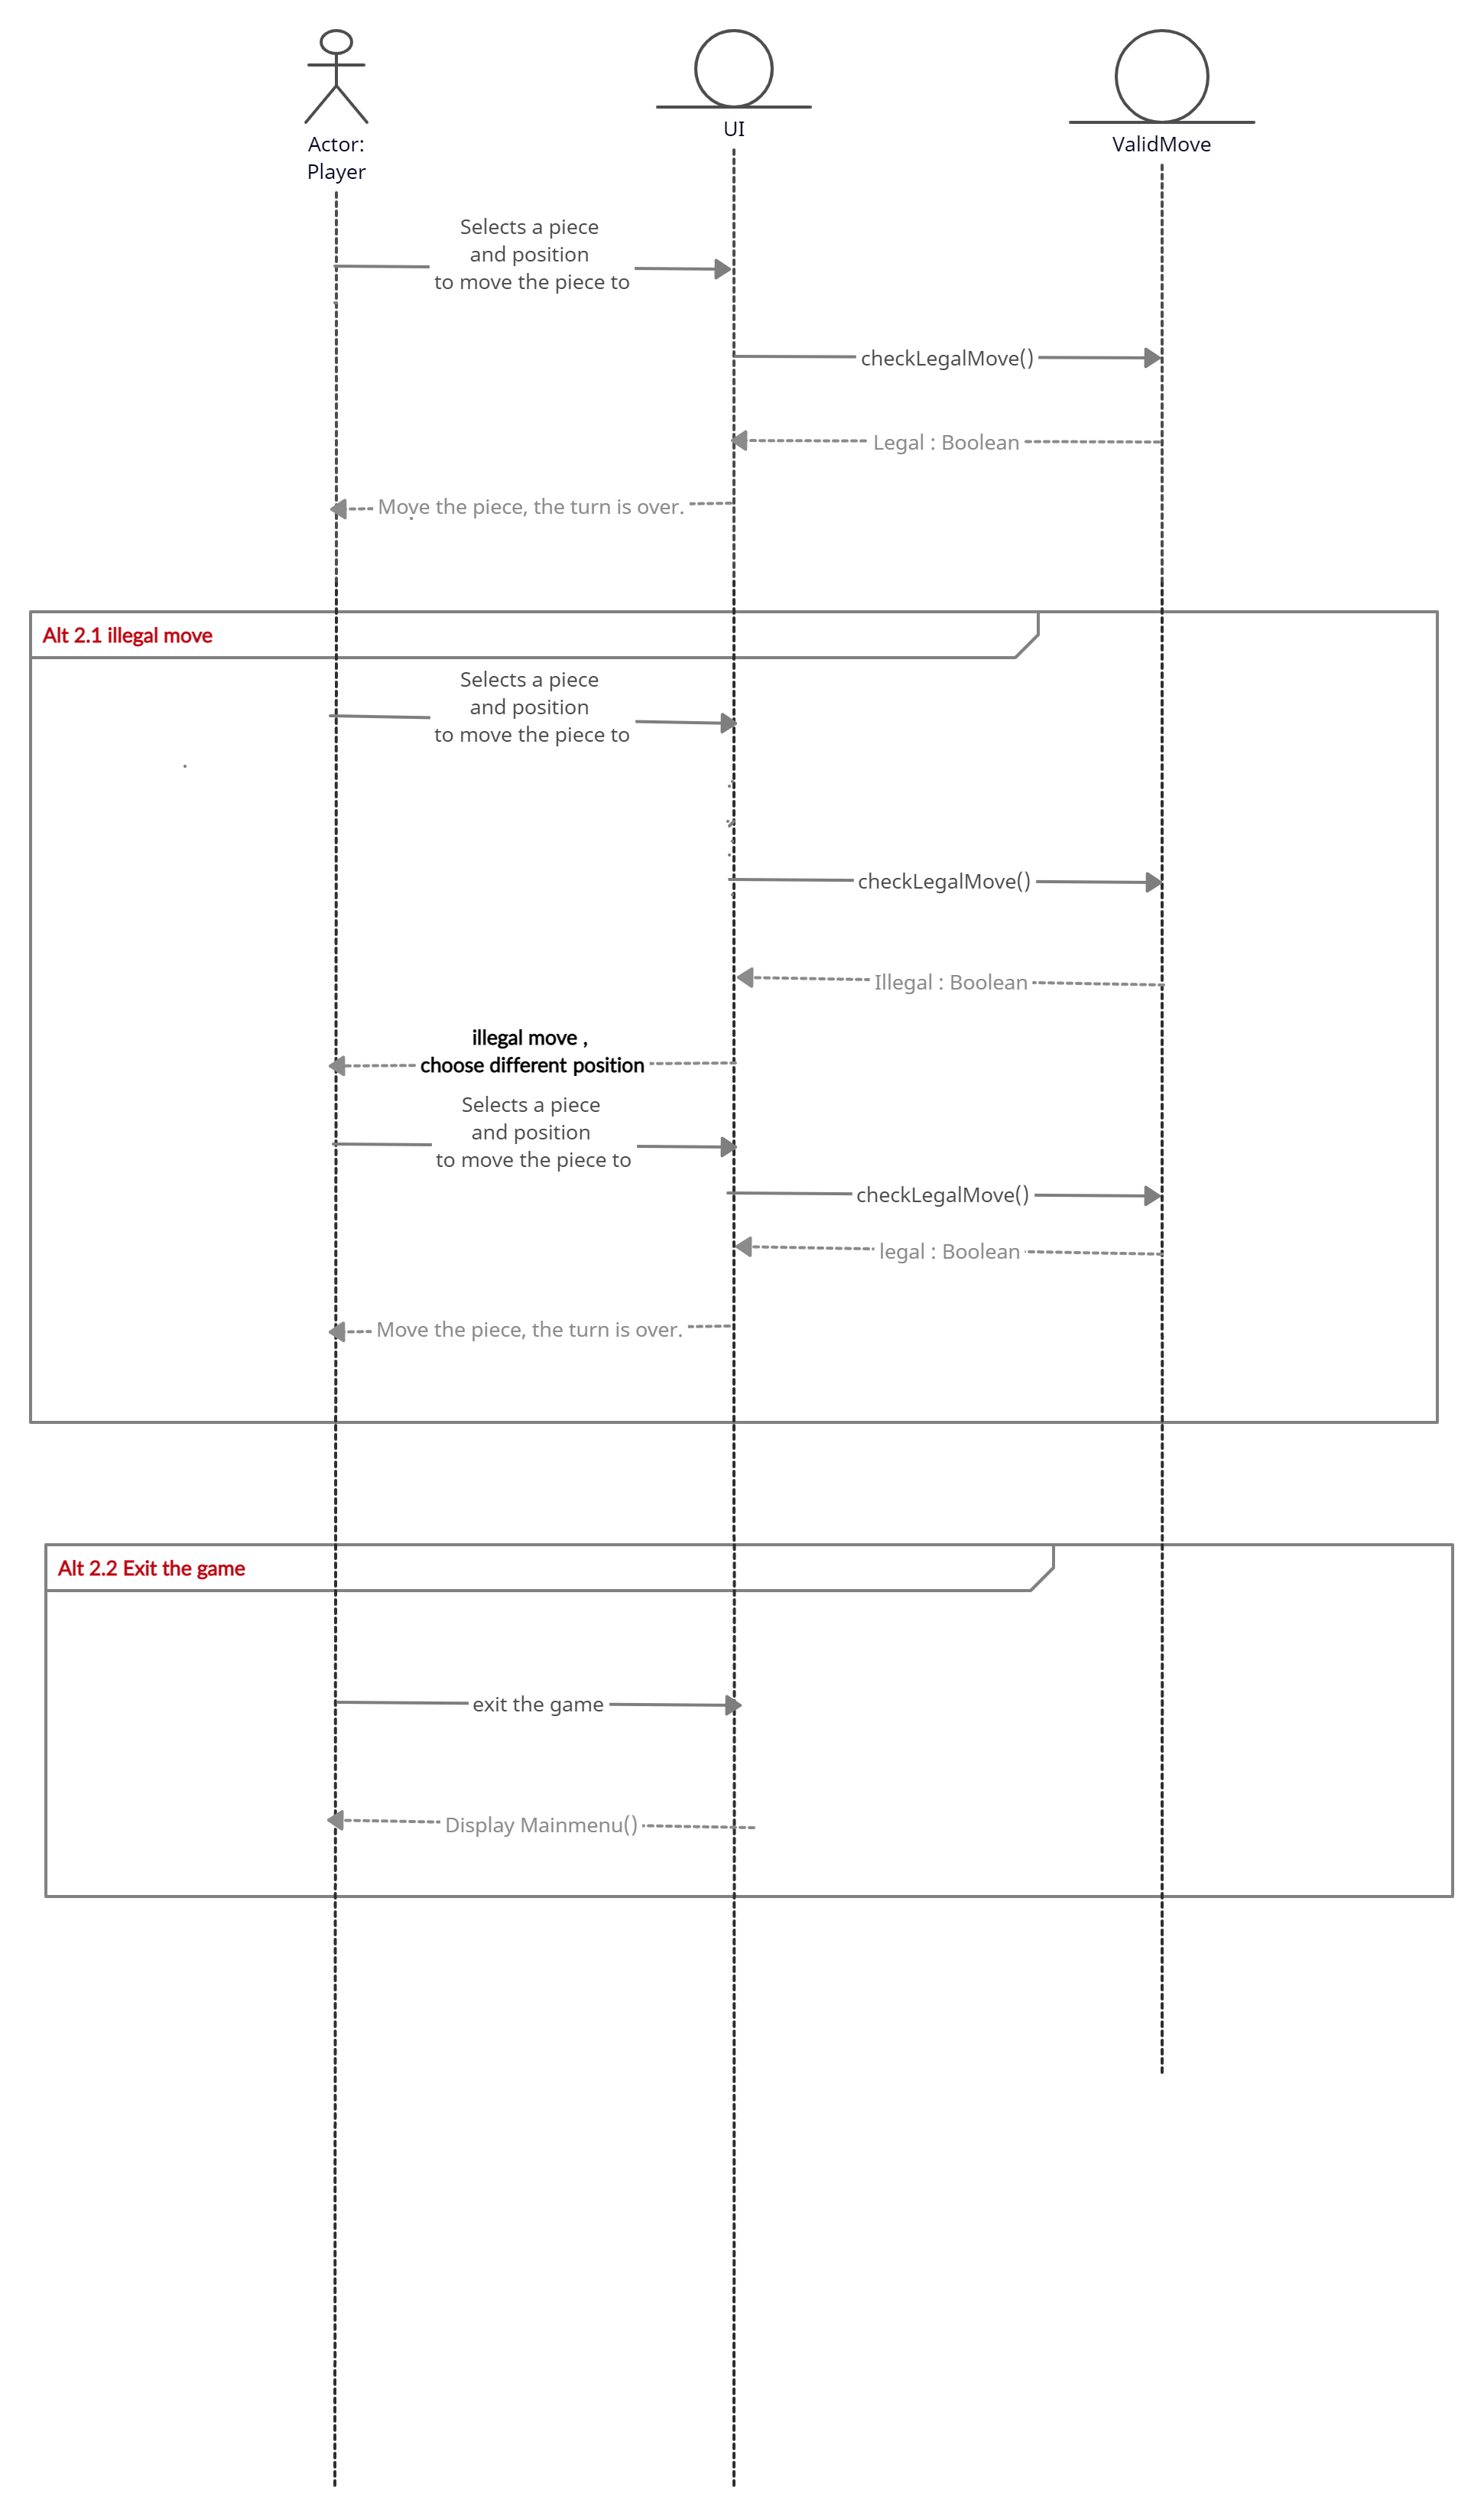 Actor:
Player
UI
ValidMove
Selects a piece
and position
to move the piece to
checkLegalMove()
Legal : Boolean
Move the piece, the turn is over.
Alt 2.1 illegal move
Selects a piece
and position
to move the piece to
checkLegalMove()
Illegal : Boolean
illegal move ,
choose different position
Selects a piece
and position
to move the piece to
checkLegalMove()
legal : Boolean
Move the piece, the turn is over.
Alt 2.2 Exit the game
exit the game
Display Mainmenu()